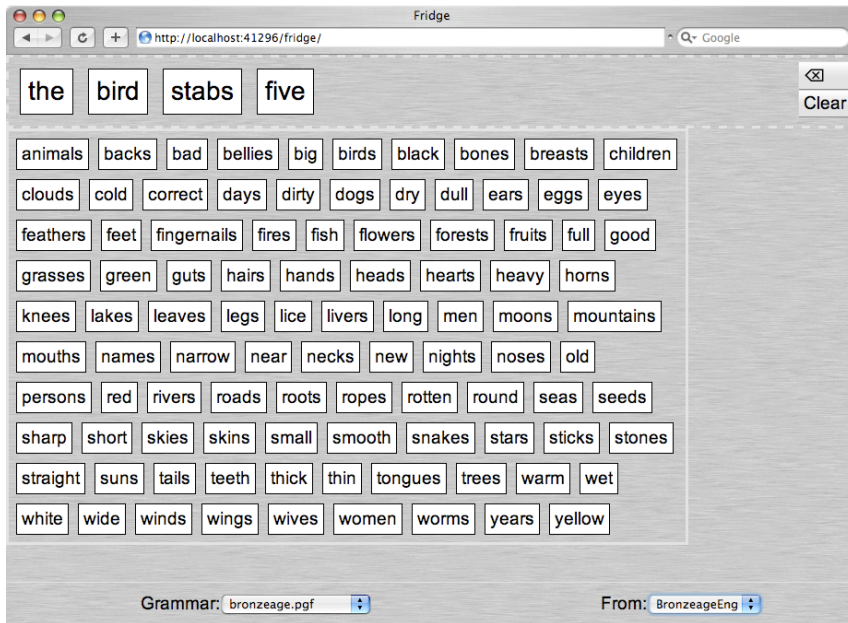 Fridge
http://localhost:41296/fridge/ Google
the bird stabs five
Clear
animals backs bad bellies big birds black bones breasts children
clouds cold correct days dirty dogs dry dull ears eggs eyes
feathers feet fingernails fires fish flowers forests fruits full good
grasses green guts hairs hands heads hearts heavy horns
knees lakes leaves legs lice livers long men moons mountains
mouths names narrow near necks new nights noses old
persons red rivers roads roots ropes rotten round seas seeds
sharp short skies skins small smooth snakes stars sticks stones
straight suns tails teeth thick thin tongues trees warm wet
white wide winds wings wives women worms years yellow
Grammar: bronzeage.pgf From: BronzeageEng